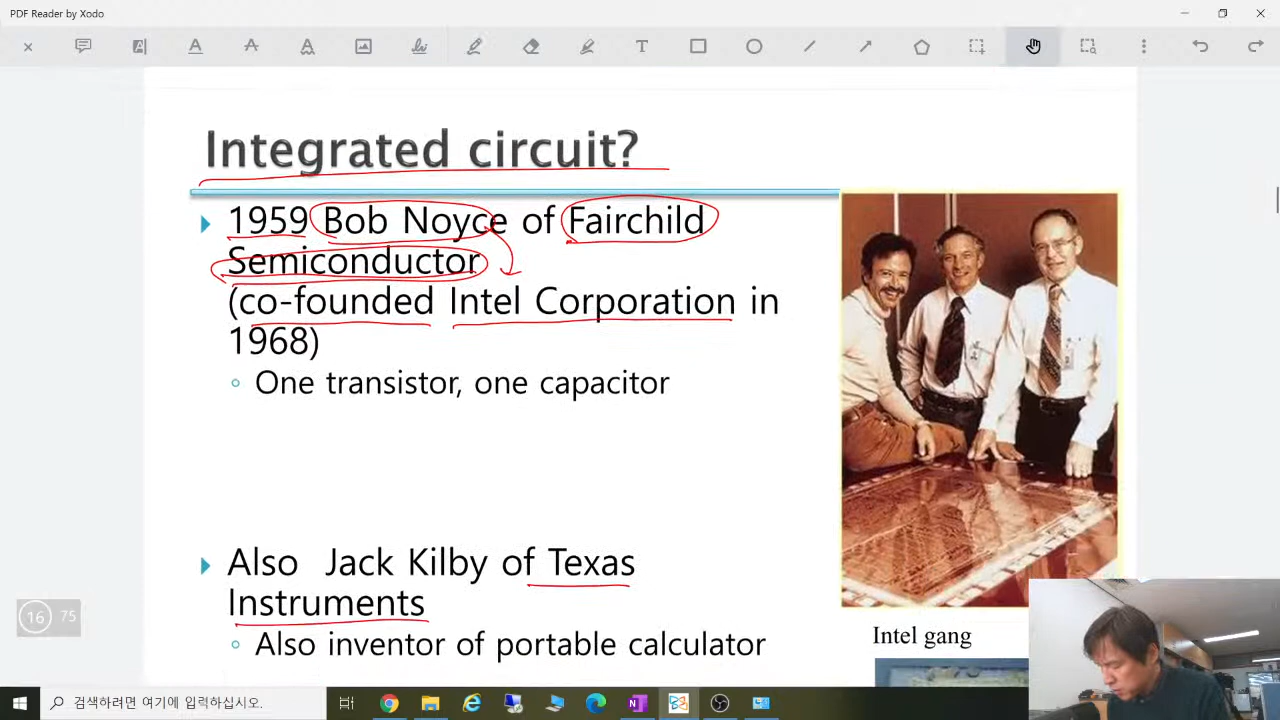 PDF Reader by Xodo
Integrated circuit?
1959 Bob Noyce of Fairchild
Semiconductor
(co-founded Intel Corporation in
1968)
One transistor, one capacitor
Also Jack Kilby of Texas
Instruments
Also inventor of portable calculator
Intel gang
16 75
검색하려면 여기에 입력하십시오.